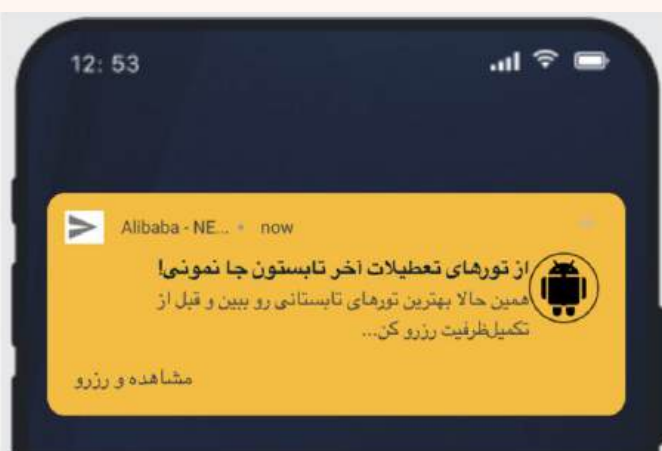 12: 53
Alibaba - NE... • now
از تورهای تعطیلات آخر تابستون جا نمونی!
همین حالا بهترین تورهای تابستانی رو ببین و قبل از
تکمیل‌ظرفیت رزرو کن...
مشاهده و رزرو